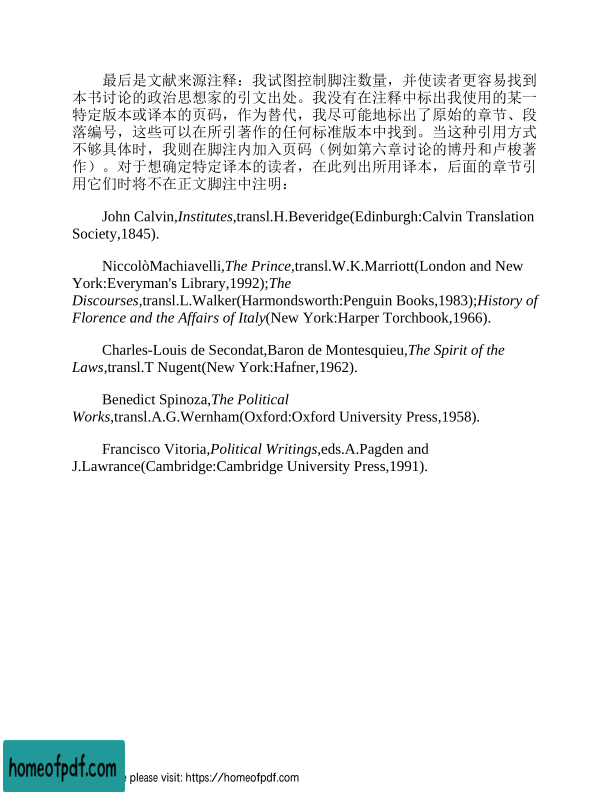 最后是文献来源注释：我试图控制脚注数量，并使读者更容易找到
本书讨论的政治思想家的引文出处。我没有在注释中标出我使用的某一
特定版本或译本的页码，作为替代，我尽可能地标出了原始的章节、段
落编号，这些可以在所引著作的任何标准版本中找到。当这种引用方式
不够具体时，我则在脚注内加入页码（例如第六章讨论的博丹和卢梭著
作）。对于想确定特定译本的读者，在此列出所用译本，后面的章节引
用它们时将不在正文脚注中注明：
John Calvin,Institutes,transl.H.Beveridge(Edinburgh:Calvin Translation
Society,1845).
NiccolòMachiavelli,The Prince,transl.W.K.Marriott(London and New
York:Everyman's Library,1992);The
Discourses,transl.L.Walker(Harmondsworth:Penguin Books,1983);History of
Florence and the Affairs of Italy(New York:Harper Torchbook,1966).
Charles-Louis de Secondat,Baron de Montesquieu,The Spirit of the
Laws,transl.T Nugent(New York:Hafner,1962).
Benedict Spinoza,The Political
Works,transl.A.G.Wernham(Oxford:Oxford University Press,1958).
Francisco Vitoria,Political Writings,eds.A.Pagden and
J.Lawrance(Cambridge:Cambridge University Press,1991).
homeofpdf.com
please visit: https://homeofpdf.com